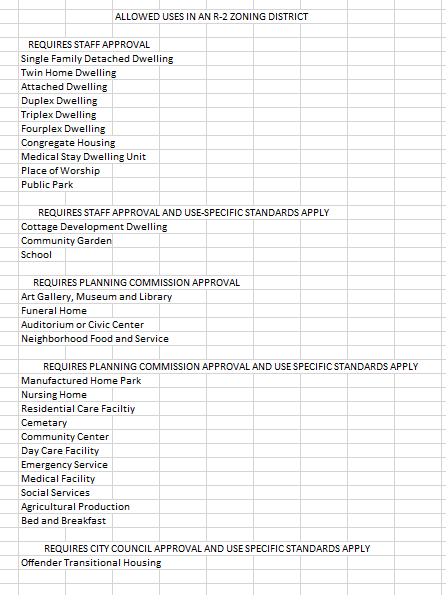 ALLOWED USES IN AN R-2 ZONING DISTRICT
REQUIRES STAFF APPROVAL
Single Family Detached Dwelling
Twin Home Dwelling
Attached Dwelling
Duplex Dwelling
Triplex Dwelling
Fourplex Dwelling
Congregate Housing
Medical Stay Dwelling Unit
Place of Worship
Public Park
REQUIRES STAFF APPROVAL AND USE-SPECIFIC STANDARDS APPLY
Cottage Development Dwelling
Community Garden
School
REQUIRES PLANNING COMMISSION APPROVAL
Art Gallery, Museum and Library
Funeral Home
Auditorium or Civic Center
Neighborhood Food and Service
REQUIRES PLANNING COMMISSION APPROVAL AND USE SPECIFIC STANDARDS APPLY
Manufactured Home Park
Nursing Home
Residential Care Faciltiy
Cemetary
Community Center
Day Care Facility
Emergency Service
Medical Facility
Social Services
Agricultural Production
Bed and Breakfast
REQUIRES CITY COUNCIL APPROVAL AND USE SPECIFIC STANDARDS APPLY
Offender Transitional Housing